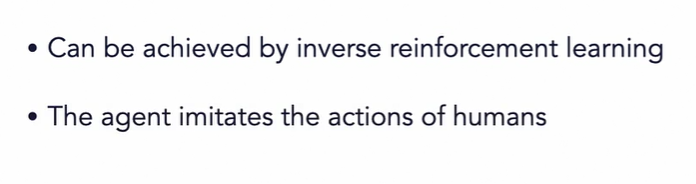 • Can be achieved by inverse reinforcement learning
• The agent imitates the actions of humans